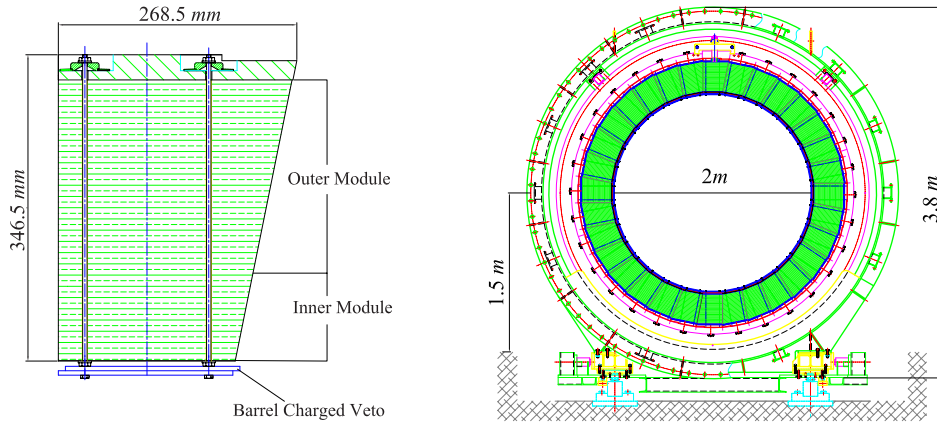 268.5 mm
346.5 mm
Outer Module
Inner Module
Barrel Charged Veto
2m
1.5 m
3.8 m